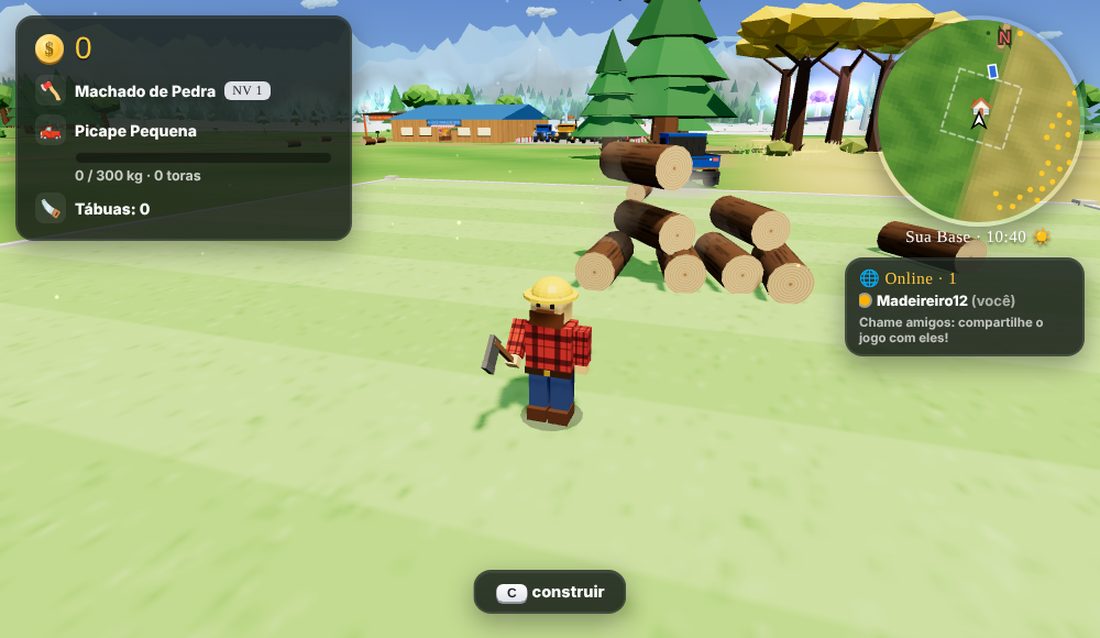 0
Machado de Pedra NV 1
Picape Pequena
0 / 300 kg · 0 toras
Tábuas: 0
N
Sua Base · 10:40
Online · 1
Madeireiro12 (você)
Chame amigos: compartilhe o
jogo com eles!
C construir